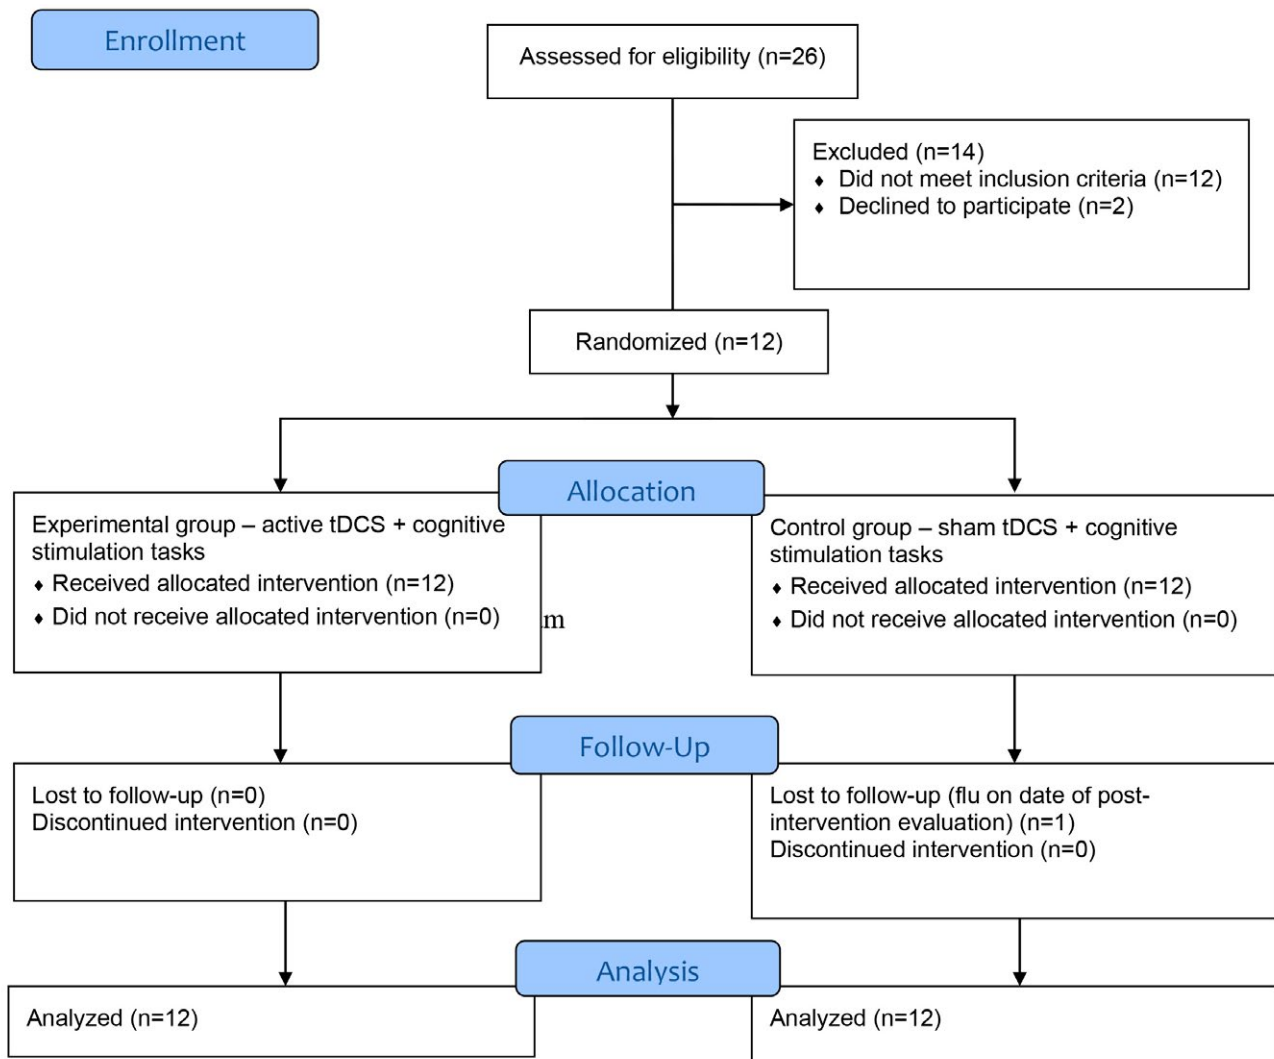 Enrollment
Assessed for eligibility (n=26)
Excluded (n=14)
♦ Did not meet inclusion criteria (n=12)
♦ Declined to participate (n=2)
Randomized (n=12)
Allocation
Experimental group – active tDCS + cognitive
stimulation tasks
♦ Received allocated intervention (n=12)
♦ Did not receive allocated intervention (n=0)
Control group – sham tDCS + cognitive
stimulation tasks
♦ Received allocated intervention (n=12)
♦ Did not receive allocated intervention (n=0)
Follow-Up
Lost to follow-up (n=0)
Discontinued intervention (n=0)
Lost to follow-up (flu on date of post-
intervention evaluation) (n=1)
Discontinued intervention (n=0)
Analysis
Analyzed (n=12)
Analyzed (n=12)